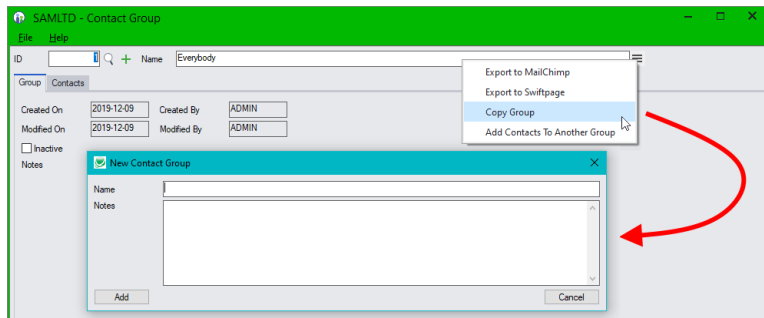 SAMLTD - Contact Group
File Help
ID 1 Name Everybody
Export to MailChimp
Export to Swiftpage
Copy Group
Add Contacts To Another Group
Group Contacts
Created On 2019-12-09 Created By ADMIN
Modified On 2019-12-09 Modified By ADMIN
Inactive
Notes
New Contact Group
Name
Notes
Add Cancel